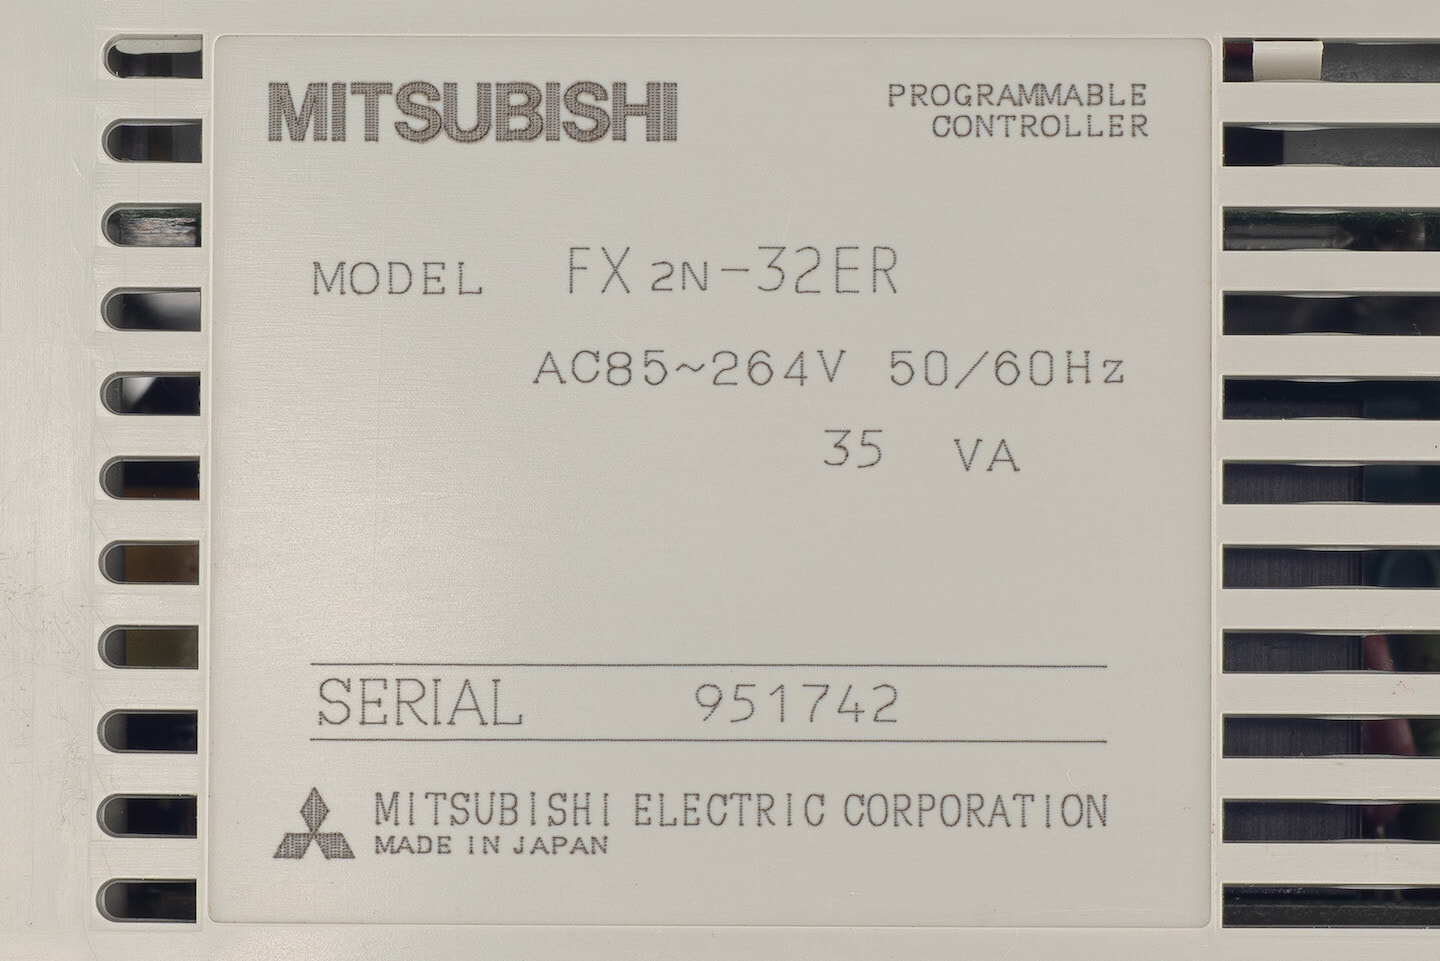 MITSUBISHI
PROGRAMMABLE
CONTROLLER
MODEL FX2N-32ER
AC85~264V 50/60Hz
35 VA
SERIAL 951742
MITSUBISHI ELECTRIC CORPORATION
MADE IN JAPAN